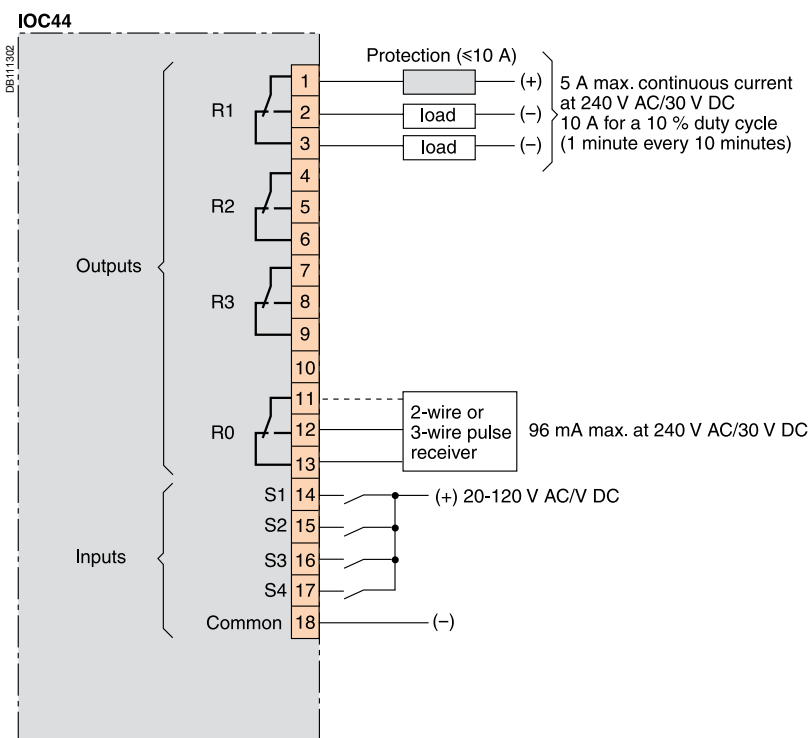 IOC44
DB111302
Protection (≤10 A)
1 (+)
5 A max. continuous current
at 240 V AC/30 V DC
10 A for a 10 % duty cycle
(1 minute every 10 minutes)
R1 2 load (–)
3 load (–)
4
R2 5
6
Outputs
7
R3 8
9
10
11
R0 12
13
2-wire or
3-wire pulse
receiver
96 mA max. at 240 V AC/30 V DC
Inputs
S1 14 (+) 20-120 V AC/V DC
S2 15
S3 16
S4 17
Common 18 (–)